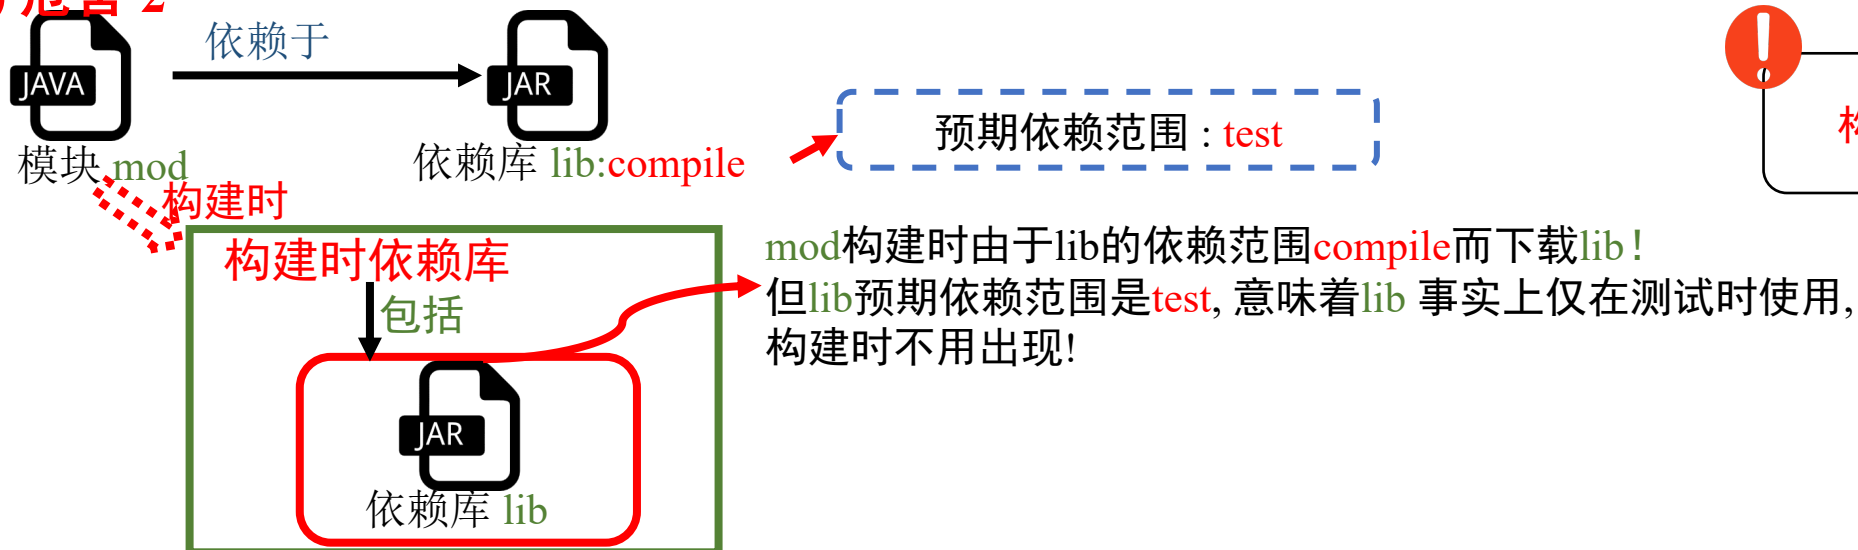 危害 2
JAVA
依赖于
JAR
模块 mod
依赖库 lib:compile
预期依赖范围 : test
构建时
构建时依赖库
包括
JAR
依赖库 lib
mod构建时由于lib的依赖范围compile而下载lib！
但lib预期依赖范围是test, 意味着lib 事实上仅在测试时使用,
构建时不用出现!